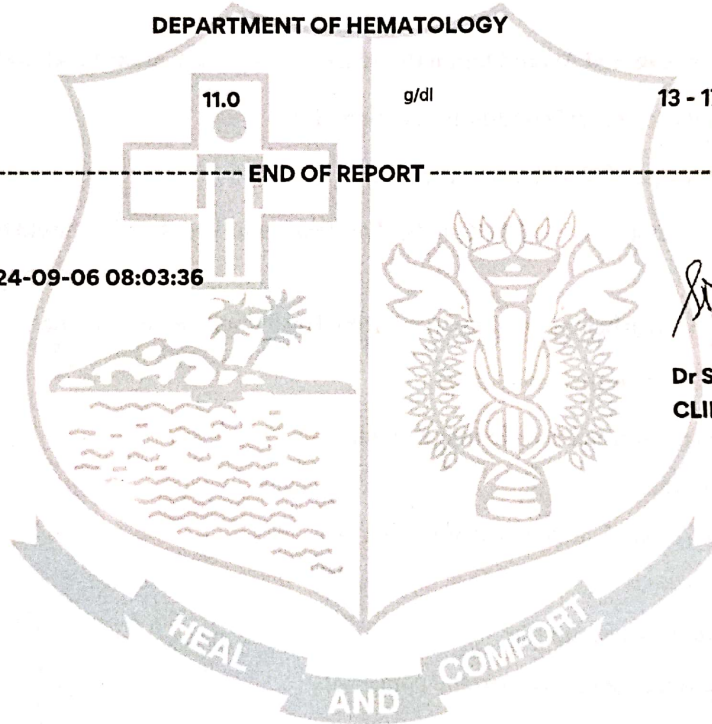 DEPARTMENT OF HEMATOLOGY
11.0 g/dl 13 - 1
END OF REPORT
24-09-06 08:03:36
Dr S
CLI
HEAL AND COMFORT